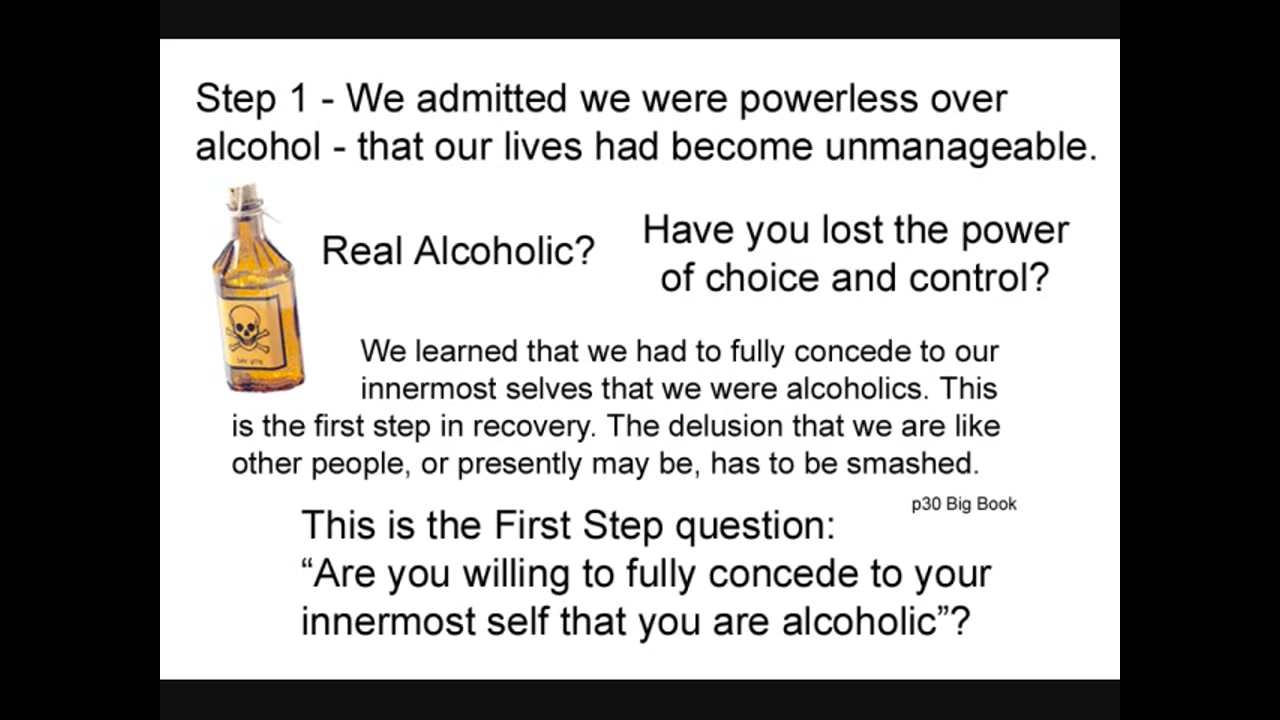 Step 1 - We admitted we were powerless over
alcohol - that our lives had become unmanageable.
Real Alcoholic?
Have you lost the power
of choice and control?
We learned that we had to fully concede to our
innermost selves that we were alcoholics. This
is the first step in recovery. The delusion that we are like
other people, or presently may be, has to be smashed.
p30 Big Book
This is the First Step question:
“Are you willing to fully concede to your
innermost self that you are alcoholic”?